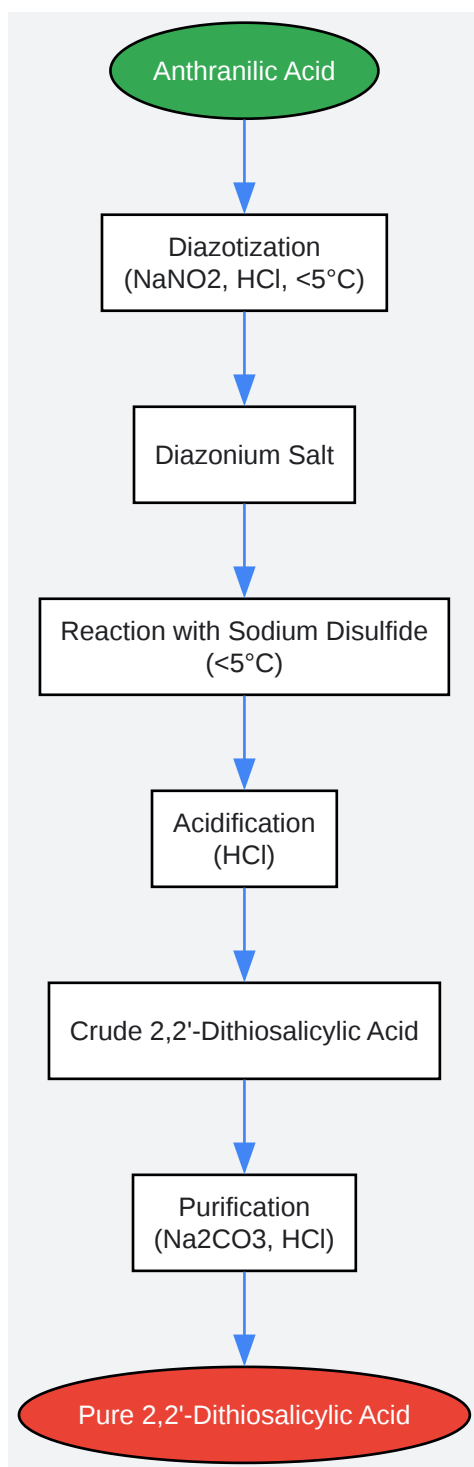 Anthranilic Acid
Diazotization
(NaNO2, HCl, <5°C)
Diazonium Salt
Reaction with Sodium Disulfide
(<5°C)
Acidification
(HCl)
Crude 2,2'-Dithiosalicylic Acid
Purification
(Na2CO3, HCl)
Pure 2,2'-Dithiosalicylic Acid